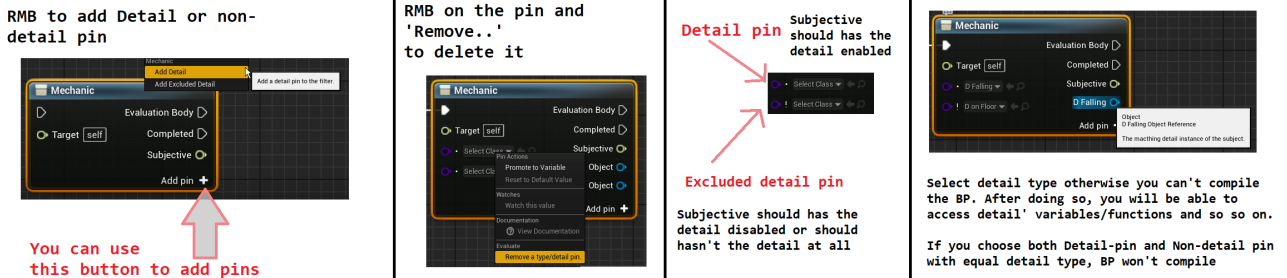 RMB to add Detail or non-
detail pin
Mechanic
Add Detail
Add Excluded Detail
Add a detail pin to the filter.
Mechanic
Evaluation Body
Target self
Completed
Subjective
Add pin +
You can use
this button to add pins
RMB on the pin and
'Remove..'
to delete it
Mechanic
Evaluation Body
Target self
Completed
Select Class
Subjective
Select Cla
Object
Object
Add pin +
Pin Actions
Promote to Variable
Reset to Default Value
Watches
Watch this value
Documentation
View Documentation
Evaluate
Remove a type/detail pin.
Detail pin
Subjective
should has the
detail enabled
Select Class
! Select Class
Excluded detail pin
Subjective should has the
detail disabled or should
hasn't the detail at all
Mechanic
Evaluation Body
Target self
Completed
D Falling
Subjective
! D on Floor
D Falling
Add pin
Object
D Falling Object Reference
The macthing detail instance of the subject.
Select detail type otherwise you can't compile
the BP. After doing so, you will be able to
access detail' variables/functions and so so on.
If you choose both Detail-pin and Non-detail pin
with equal detail type, BP won't compile